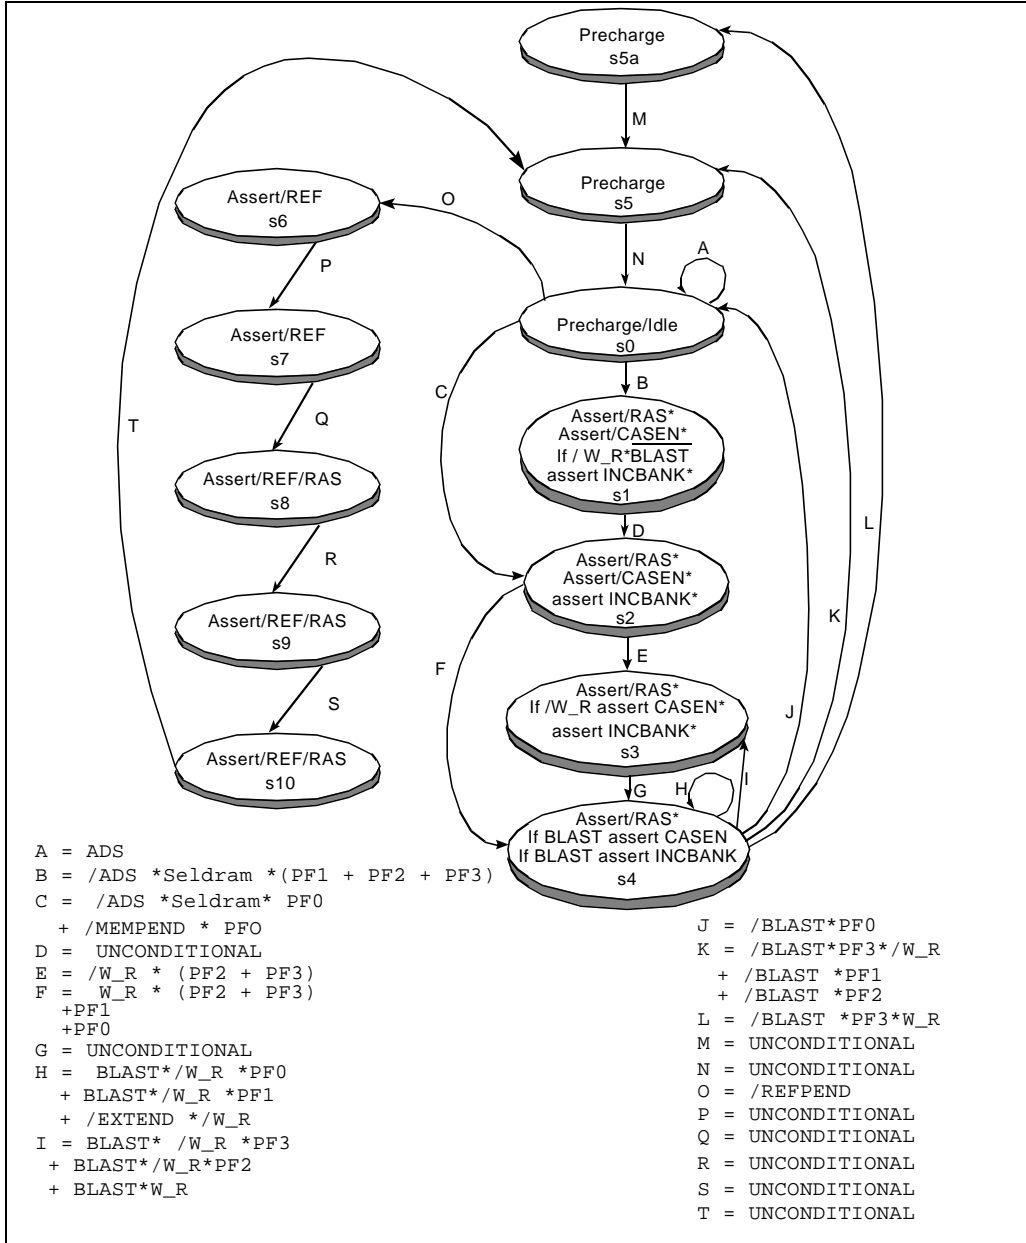 Precharge
s5a
M
Precharge
s5
N
A
Precharge/Idle
s0
O
Assert/REF
s6
P
Assert/REF
s7
Q
Assert/REF/RAS
s8
R
Assert/REF/RAS
s9
S
Assert/REF/RAS
s10
T
C
B
Assert/RAS*
Assert/CASEN*
If / W_R*BLAST
assert INCBANK*
s1
D
Assert/RAS*
Assert/CASEN*
assert INCBANK*
s2
F
E
Assert/RAS*
If /W_R assert CASEN*
assert INCBANK*
s3
G
H
I
J
K
L
Assert/RAS*
If BLAST assert CASEN
If BLAST assert INCBANK
s4
A = ADS
B = /ADS *Seldram *(PF1 + PF2 + PF3)
C = /ADS *Seldram* PF0
+ /MEMPEND * PFO
D = UNCONDITIONAL
E = /W_R * (PF2 + PF3)
F = W_R * (PF2 + PF3)
+PF1
+PF0
G = UNCONDITIONAL
H = BLAST*/W_R *PF0
+ BLAST*/W_R *PF1
+ /EXTEND */W_R
I = BLAST* /W_R *PF3
+ BLAST*/W_R*PF2
+ BLAST*W_R
J = /BLAST*PF0
K = /BLAST*PF3*/W_R
+ /BLAST *PF1
+ /BLAST *PF2
L = /BLAST *PF3*W_R
M = UNCONDITIONAL
N = UNCONDITIONAL
O = /REFPEND
P = UNCONDITIONAL
Q = UNCONDITIONAL
R = UNCONDITIONAL
S = UNCONDITIONAL
T = UNCONDITIONAL